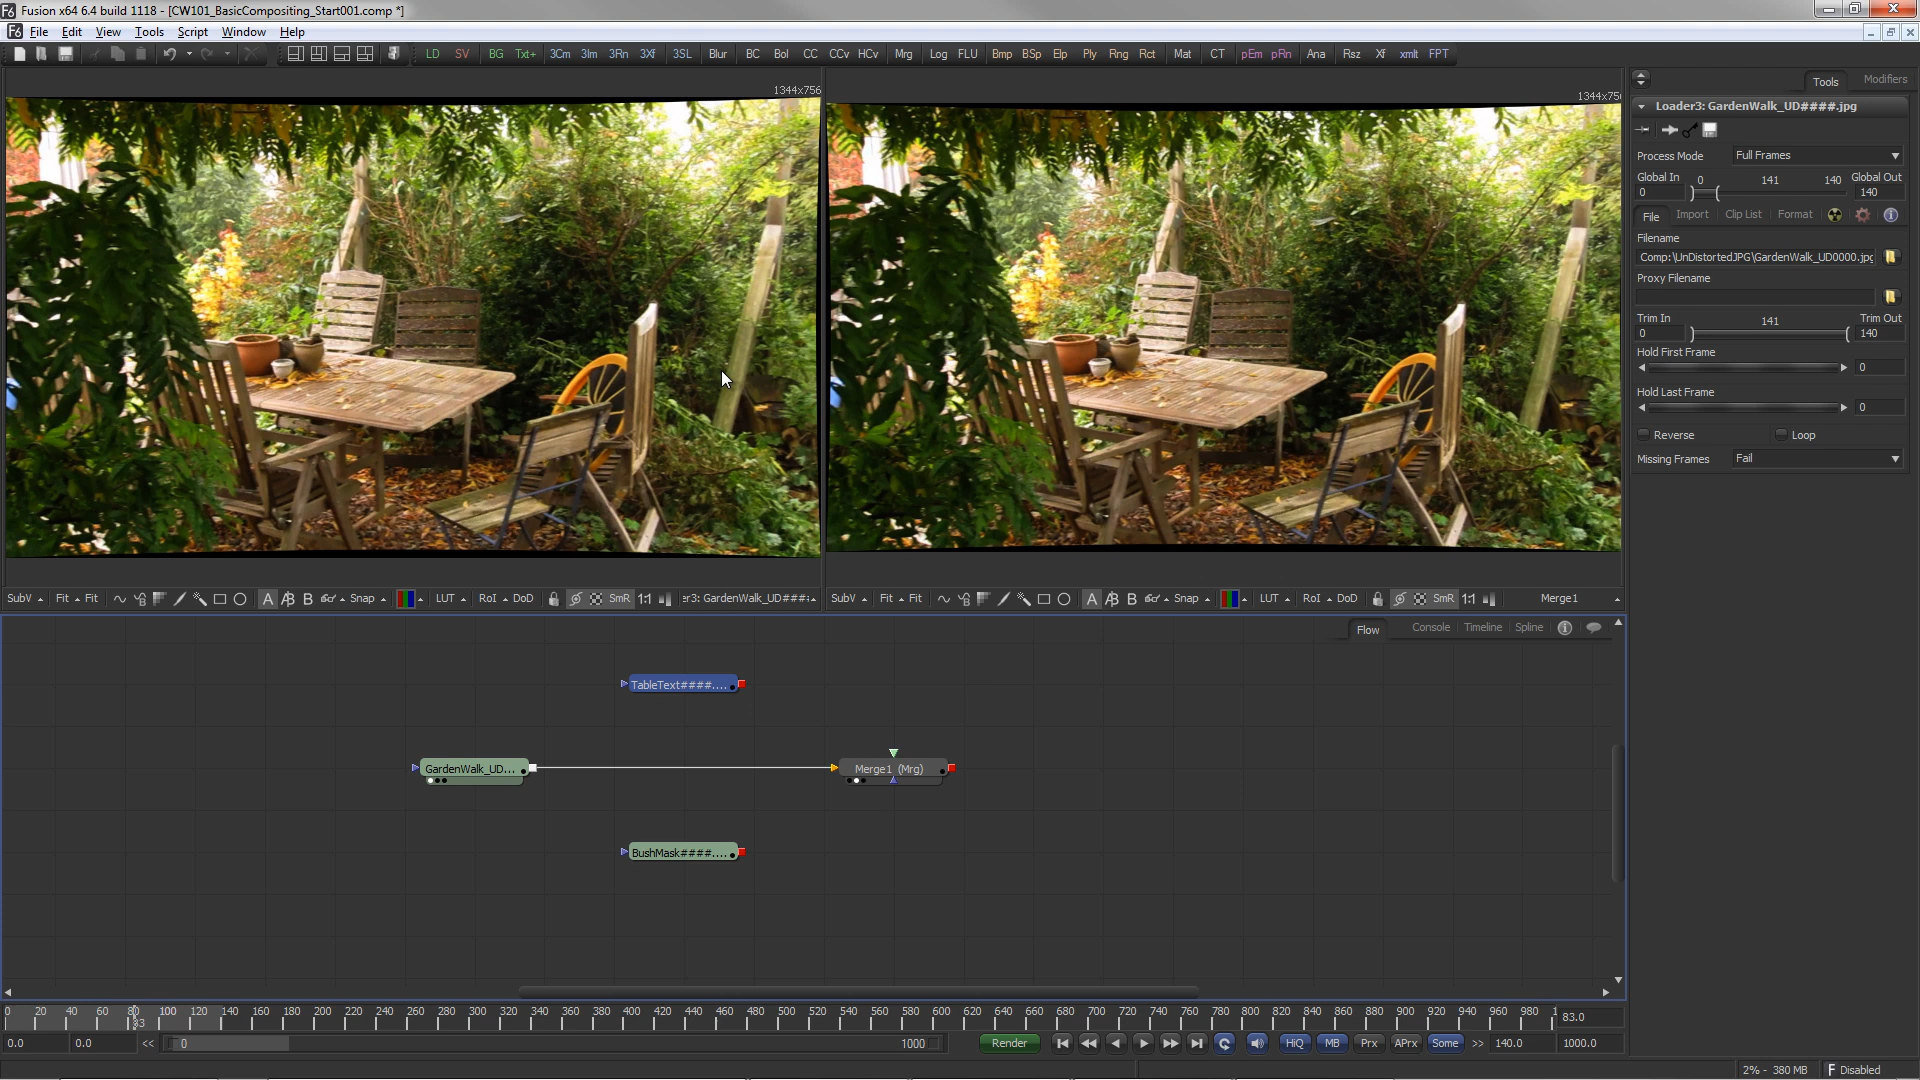 Fusion x64 6.4 build 1118 - [CW101_BasicCompositing_Start001.comp *]
File Edit View Tools Script Window Help
LD SV BG Txt+ 3Cm 3Im 3Rn 3Xf 3SL Blur BC Bol CC CCv HCv Mrg Log FLU Bmp BSp Elp Ply Rng Rct Mat CT pEm pRn Ana Rsz Xf xmlt FPT
1344x756
1344x756
Tools Modifiers
Loader3: GardenWalk_UD####.jpg
Process Mode Full Frames
Global In 0 141 140 Global Out
0 140
File Import Clip List Format
Filename
Comp:\UnDistortedJPG\GardenWalk_UD0000.jpg
Proxy Filename
Trim In 141 Trim Out
0 140
Hold First Frame
0
Hold Last Frame
0
Reverse Loop
Missing Frames Fail
SubV Fit Fit A B B Snap LUT RoI DoD SmR 1:1 er3: GardenWalk_UD###
SubV Fit Fit A B B Snap LUT RoI DoD SmR 1:1 Merge1
Flow Console Timeline Spline
TableText####....
GardenWalk_UD... Merge1 (Mrg)
BushMask####....
0 20 40 60 80 100 120 140 160 180 200 220 240 260 280 300 320 340 360 380 400 420 440 460 480 500 520 540 560 580 600 620 640 660 680 700 720 740 760 780 800 820 840 860 880 900 920 940 960 980 1
83 83.0
0.0 0.0 << 0 1000 Render HiQ MB Prx APrx Some >> 140.0 1000.0
2% - 380 MB F Disabled